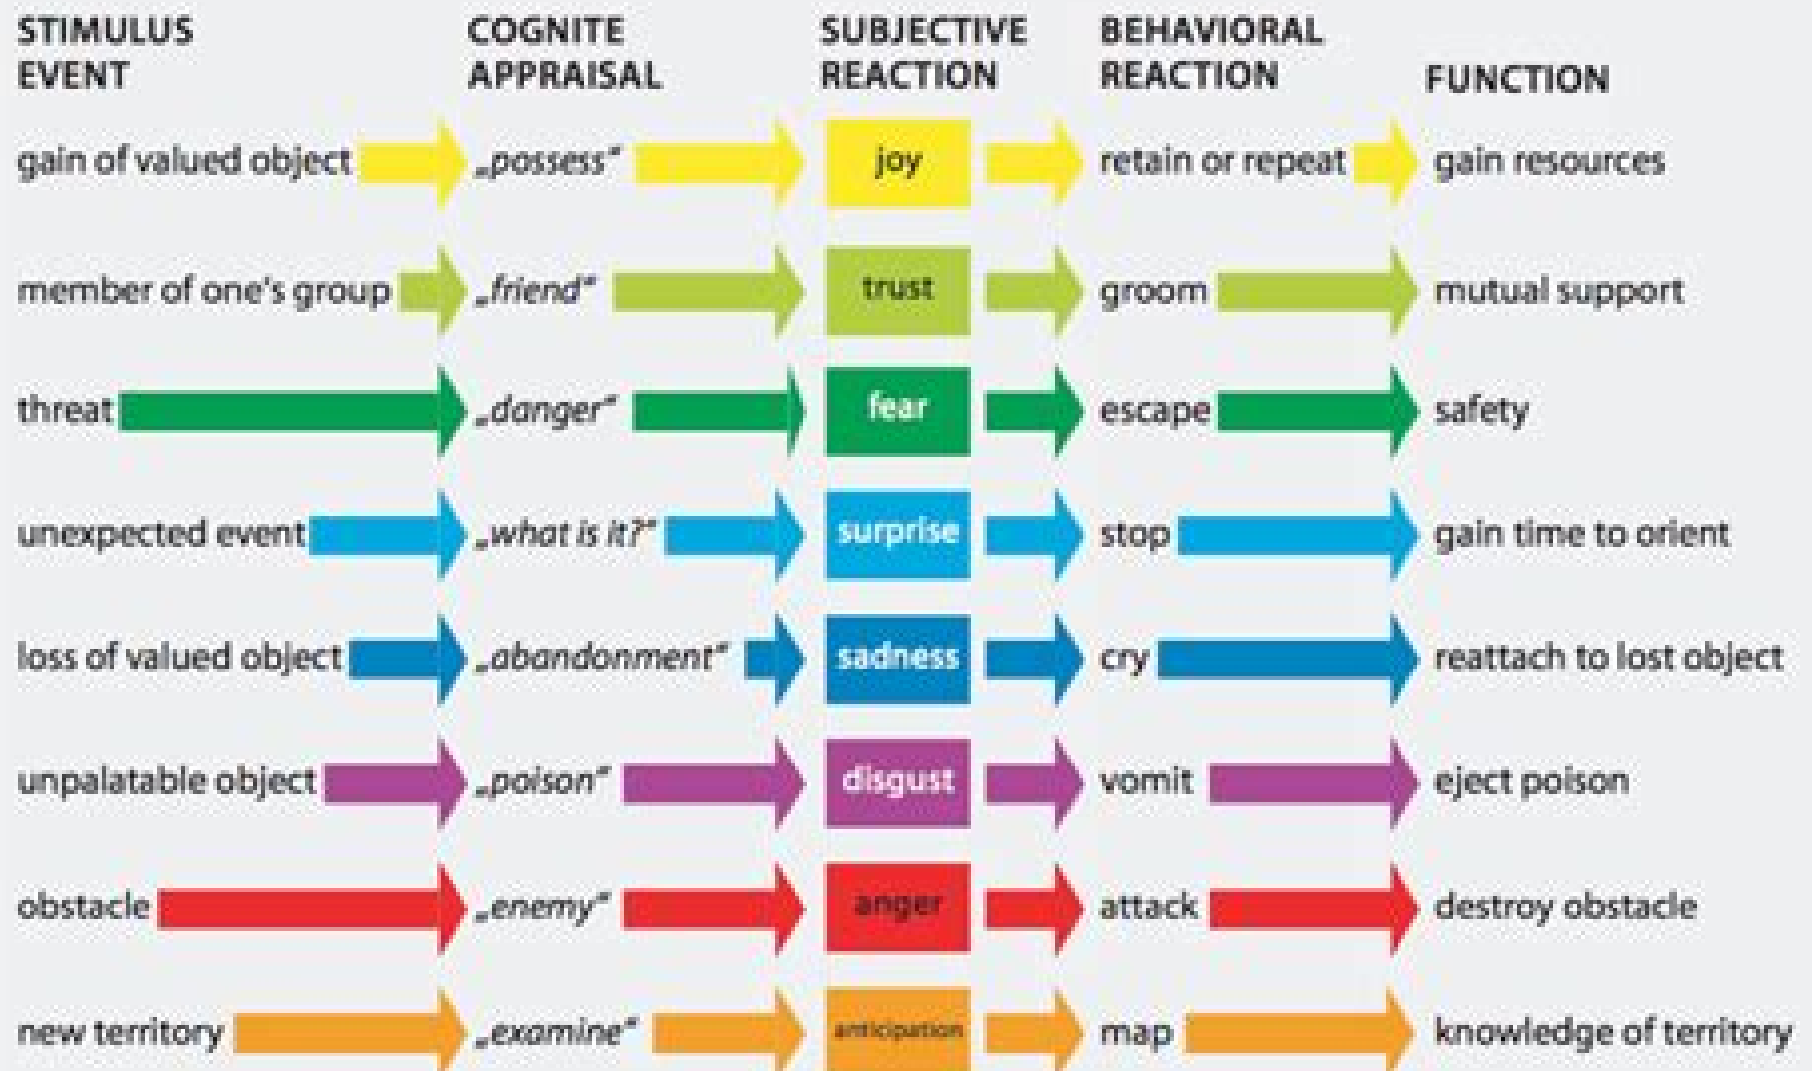 STIMULUS EVENT
COGNITE APPRAISAL
SUBJECTIVE REACTION
BEHAVIORAL REACTION
FUNCTION
gain of valued object „possess“ joy retain or repeat gain resources
member of one's group „friend“ trust groom mutual support
threat „danger“ fear escape safety
unexpected event „what is it?“ surprise stop gain time to orient
loss of valued object „abandonment“ sadness cry reattach to lost object
unpalatable object „poison“ disgust vomit eject poison
obstacle „enemy“ anger attack destroy obstacle
new territory „examine“ anticipation map knowledge of territory